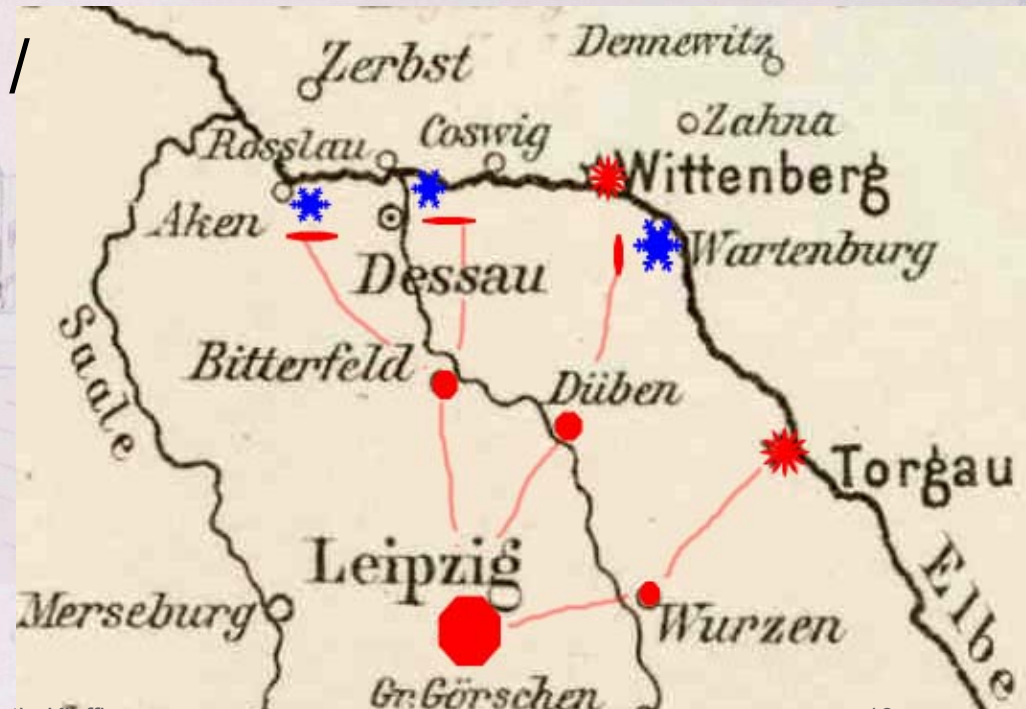 /
Zerbst
Dennewitz
Rosslau
Coswig
Zahna
Wittenberg
Aken
Wartenburg
Dessau
Saale
Bitterfeld
Düben
Torgau
Leipzig
Elbe
Merseburg
Wurzen
Gr.Görschen